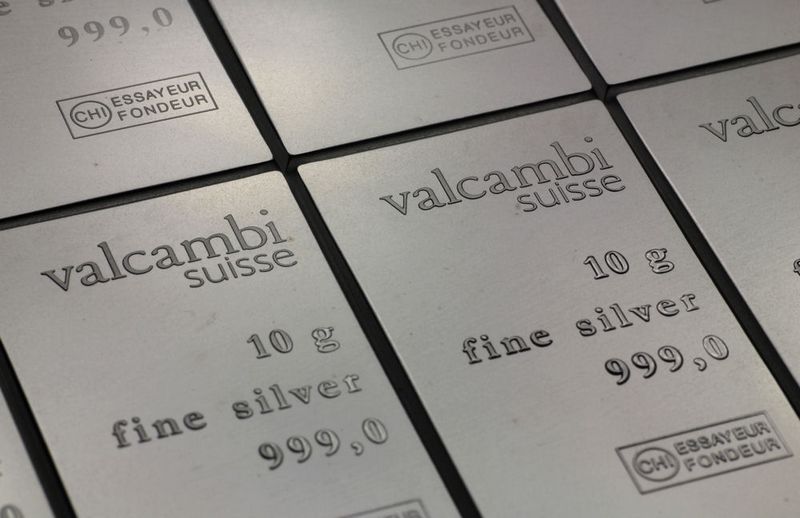 999,0
CHI ESSAYEUR
FONDEUR
CHI ESSAYEUR
FONDEUR
valcambi
suisse
10 g
fine silver
999,0
valcambi
suisse
10 g
fine silver
999,0
CHI ESSAYEUR
FONDEUR